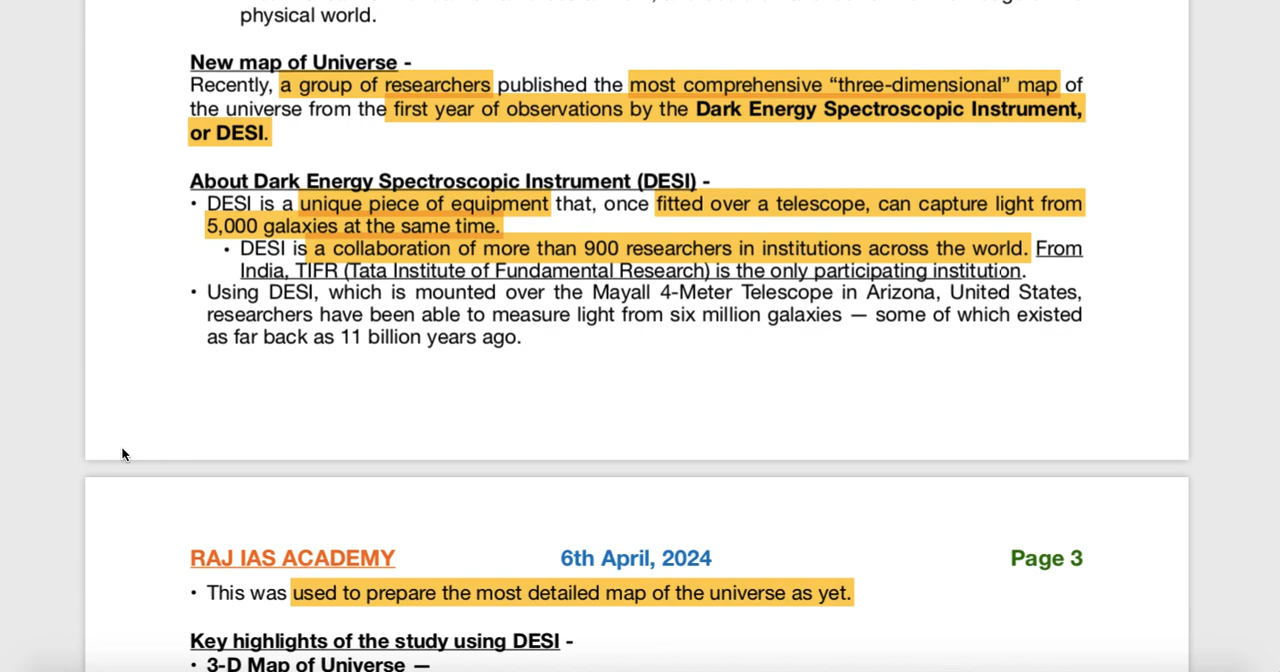 physical world.
New map of Universe -
Recently, a group of researchers published the most comprehensive “three-dimensional” map of
the universe from the first year of observations by the Dark Energy Spectroscopic Instrument,
or DESI.
About Dark Energy Spectroscopic Instrument (DESI) -
• DESI is a unique piece of equipment that, once fitted over a telescope, can capture light from
5,000 galaxies at the same time.
• DESI is a collaboration of more than 900 researchers in institutions across the world. From
India, TIFR (Tata Institute of Fundamental Research) is the only participating institution.
• Using DESI, which is mounted over the Mayall 4-Meter Telescope in Arizona, United States,
researchers have been able to measure light from six million galaxies — some of which existed
as far back as 11 billion years ago.
RAJ IAS ACADEMY 6th April, 2024 Page 3
• This was used to prepare the most detailed map of the universe as yet.
Key highlights of the study using DESI -
• 3-D Map of Universe —